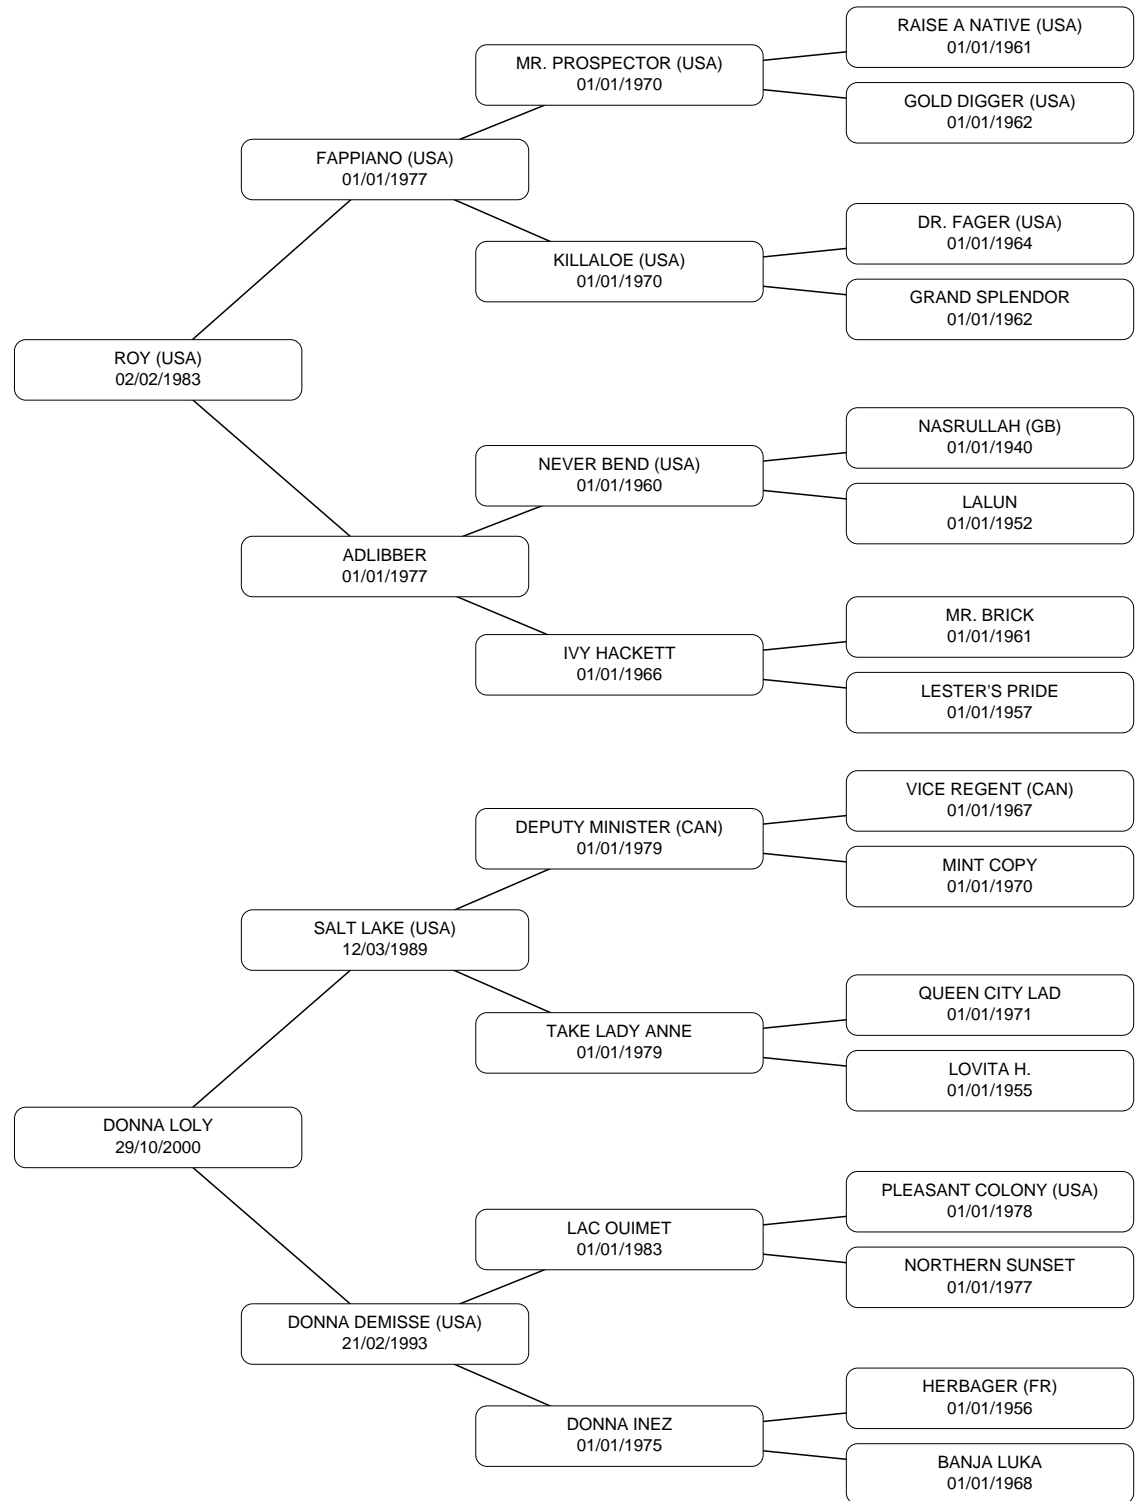 RAISE A NATIVE (USA)
01/01/1961
MR. PROSPECTOR (USA)
01/01/1970
GOLD DIGGER (USA)
01/01/1962
FAPPIANO (USA)
01/01/1977
DR. FAGER (USA)
01/01/1964
KILLALOE (USA)
01/01/1970
GRAND SPLENDOR
01/01/1962
ROY (USA)
02/02/1983
NASRULLAH (GB)
01/01/1940
NEVER BEND (USA)
01/01/1960
LALUN
01/01/1952
ADLIBBER
01/01/1977
MR. BRICK
01/01/1961
IVY HACKETT
01/01/1966
LESTER'S PRIDE
01/01/1957
VICE REGENT (CAN)
01/01/1967
DEPUTY MINISTER (CAN)
01/01/1979
MINT COPY
01/01/1970
SALT LAKE (USA)
12/03/1989
QUEEN CITY LAD
01/01/1971
TAKE LADY ANNE
01/01/1979
LOVITA H.
01/01/1955
DONNA LOLY
29/10/2000
PLEASANT COLONY (USA)
01/01/1978
LAC OUIMET
01/01/1983
NORTHERN SUNSET
01/01/1977
DONNA DEMISSE (USA)
21/02/1993
HERBAGER (FR)
01/01/1956
DONNA INEZ
01/01/1975
BANJA LUKA
01/01/1968